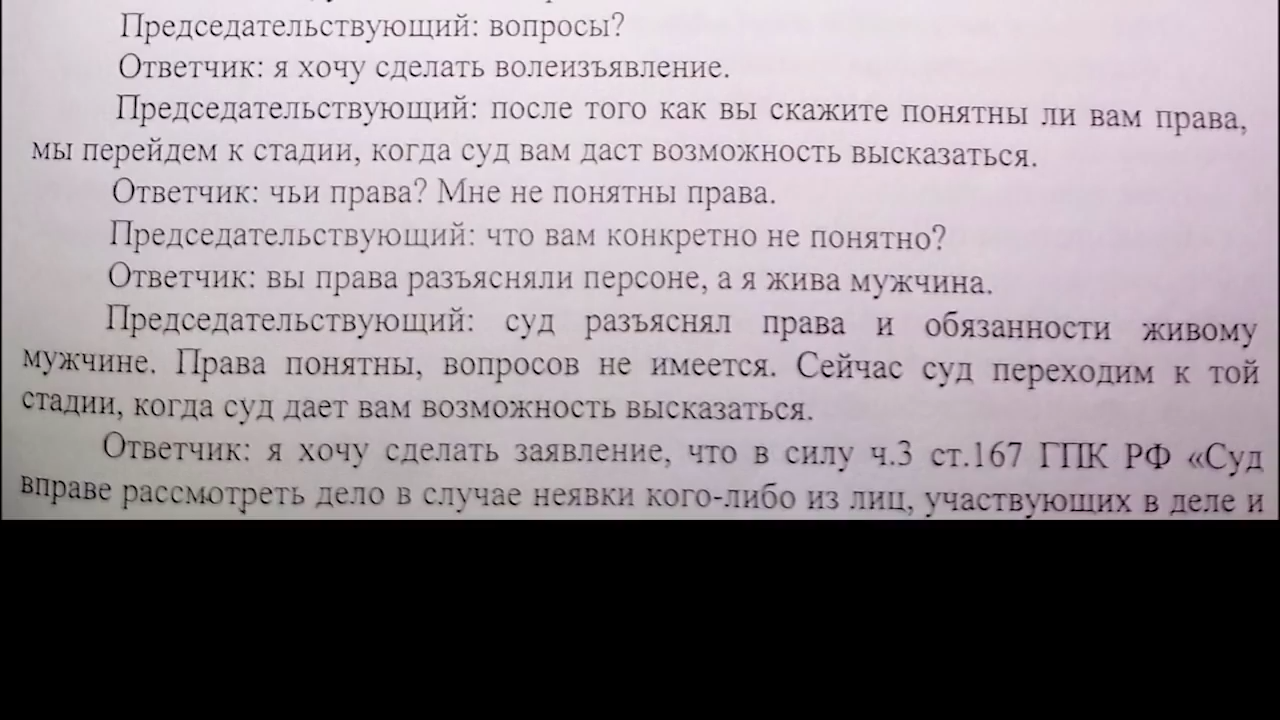 Председательствующий: вопросы?
Ответчик: я хочу сделать волеизъявление.
Председательствующий: после того как вы скажите понятны ли вам права,
мы перейдем к стадии, когда суд вам даст возможность высказаться.
Ответчик: чьи права? Мне не понятны права.
Председательствующий: что вам конкретно не понятно?
Ответчик: вы права разъясняли персоне, а я жива мужчина.
Председательствующий: суд разъяснял права и обязанности живому
мужчине. Права понятны, вопросов не имеется. Сейчас суд переходим к той
стадии, когда суд дает вам возможность высказаться.
Ответчик: я хочу сделать заявление, что в силу ч.3 ст.167 ГПК РФ «Суд
вправе рассмотреть дело в случае неявки кого-либо из лиц, участвующих в деле и